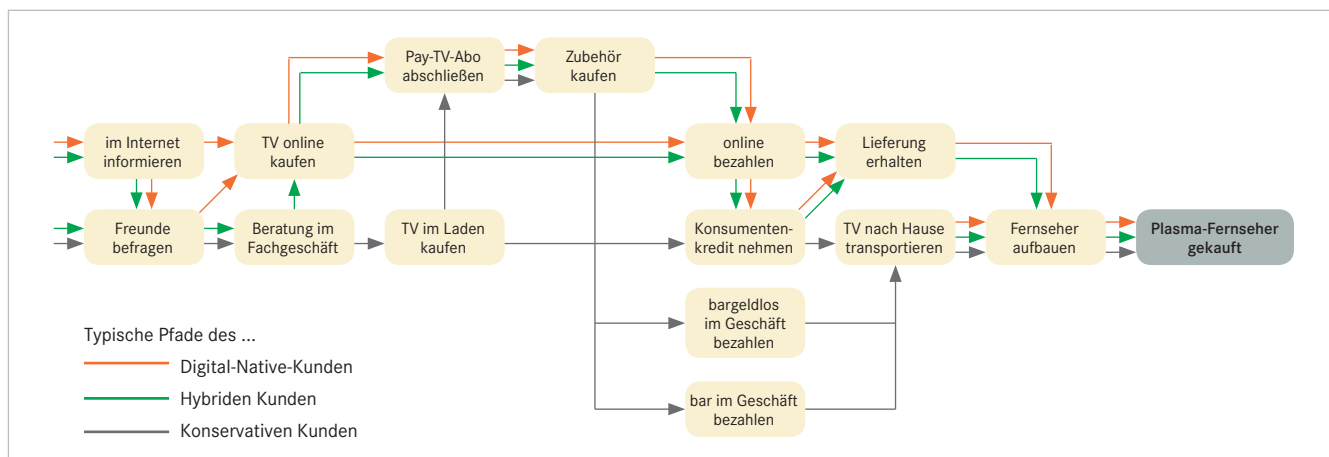 Pay-TV-Abo
abschließen
Zubehör
kaufen
im Internet
informieren
TV online
kaufen
online
bezahlen
Lieferung
erhalten
Freunde
befragen
Beratung im
Fachgeschäft
TV im Laden
kaufen
Konsumenten-
kredit nehmen
TV nach Hause
transportieren
Fernseher
aufbauen
Plasma-Fernseher
gekauft
bargeldlos
im Geschäft
bezahlen
bar im Geschäft
bezahlen
Typische Pfade des ...
Digital-Native-Kunden
Hybriden Kunden
Konservativen Kunden